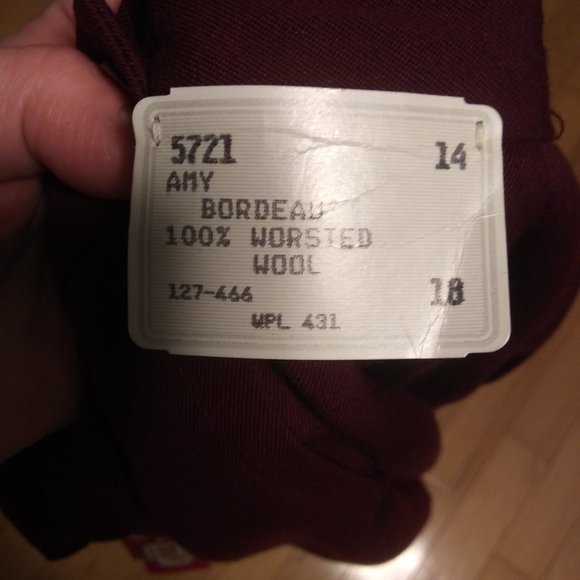 5721 14
AMY
BORDEAU
100% WORSTED
WOOL
127-466 18
WPL 431